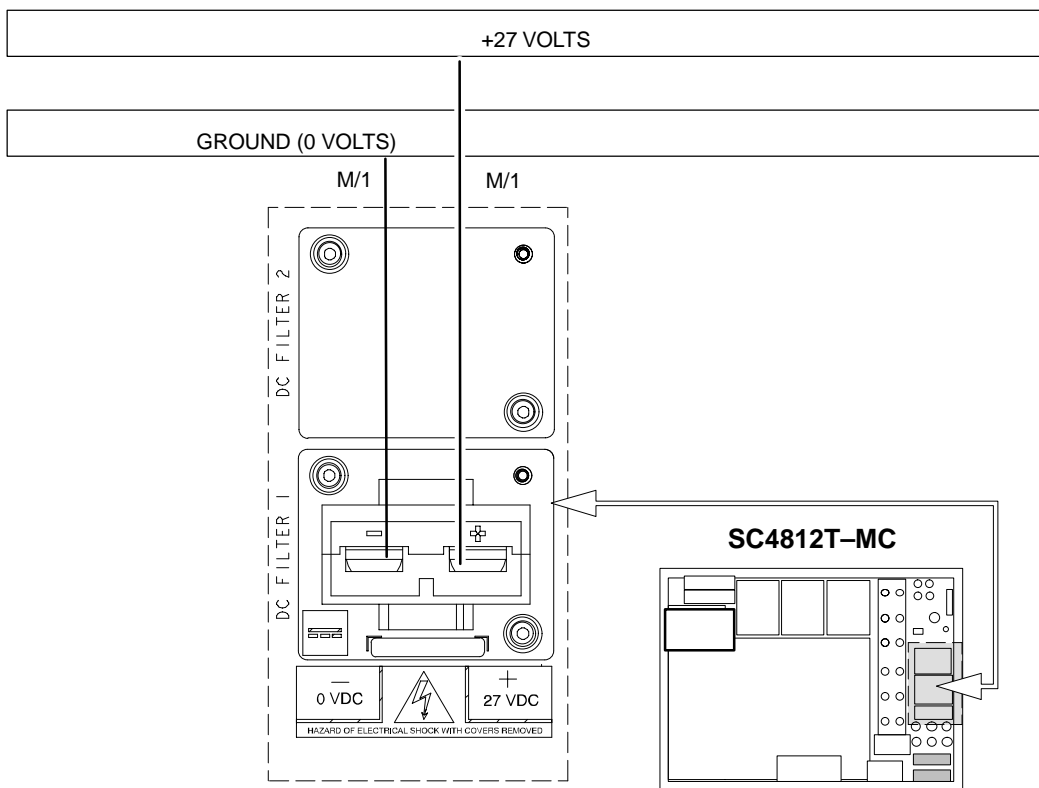 +27 VOLTS
GROUND (0 VOLTS)
M/1
M/1
DC FILTER 2
DC FILTER 1
− +
SC4812T–MC
− +
0 VDC
27 VDC
HAZARD OF ELECTRICAL SHOCK WITH COVERS REMOVED